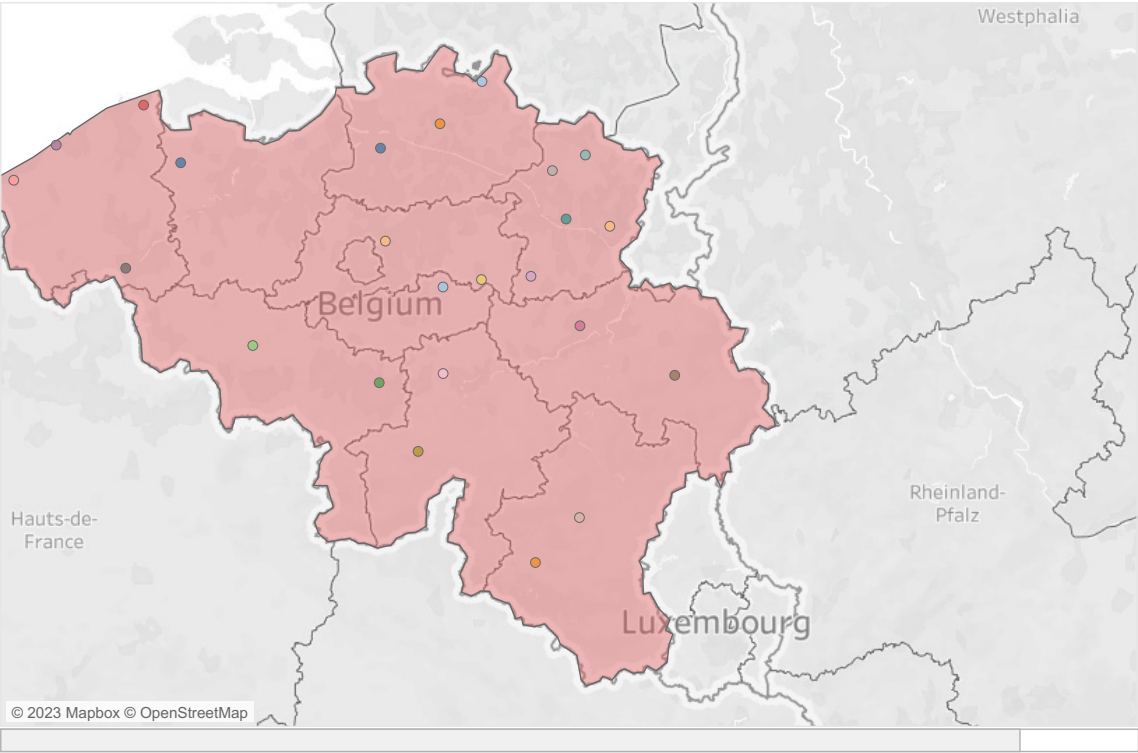 Westphalia
Belgium
Rheinland-
Pfalz
Hauts-de-
France
Luxembourg
© 2023 Mapbox © OpenStreetMap